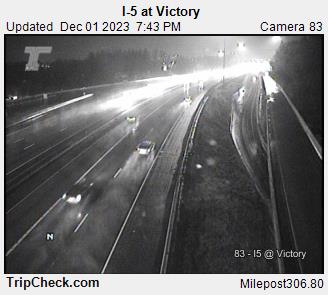 I-5 at Victory
Updated Dec 01 2023 7:43 PM Camera 83
T
N
83 - I5 @ Victory
TripCheck.com Milepost306.80